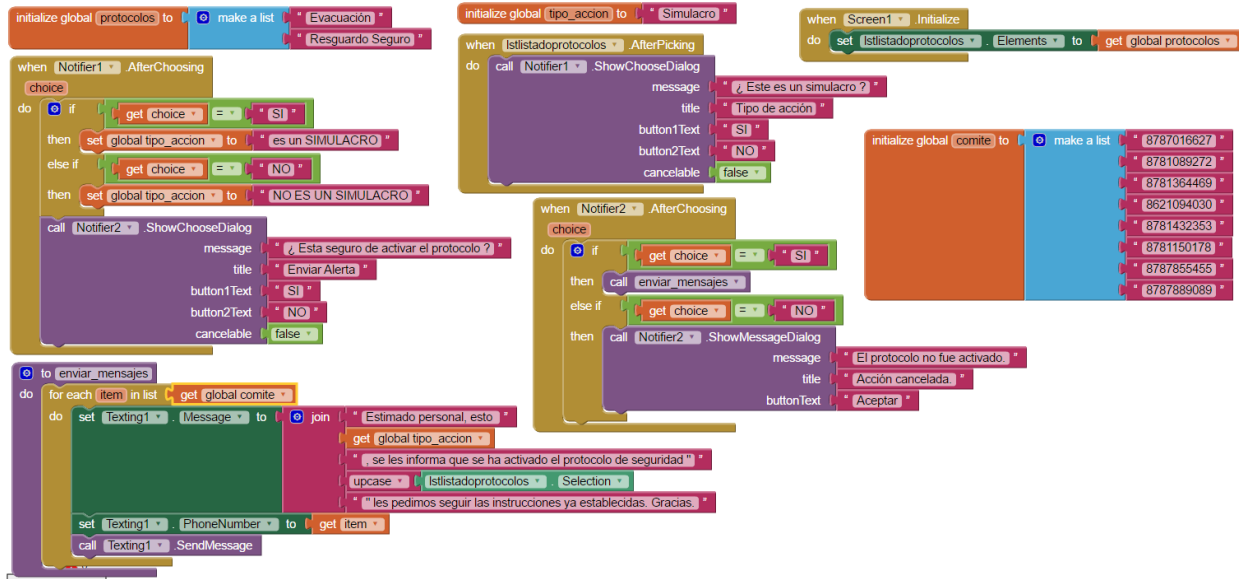 initialize global protocolos to make a list " Evacuación "
" Resguardo Seguro "
initialize global tipo_accion to " Simulacro "
when Screen1 .Initialize
do set lstlistadoprotocolos . Elements to get global protocolos
when Notifier1 .AfterChoosing
choice
do if get choice = " SI "
then set global tipo_accion to " es un SIMULACRO "
else if get choice = " NO "
then set global tipo_accion to " NO ES UN SIMULACRO "
call Notifier2 .ShowChooseDialog
message " ¿ Esta seguro de activar el protocolo ? "
title " Enviar Alerta "
button1Text " SI "
button2Text " NO "
cancelable false
when lstlistadoprotocolos .AfterPicking
do call Notifier1 .ShowChooseDialog
message " ¿ Este es un simulacro ? "
title " Tipo de acción "
button1Text " SI "
button2Text " NO "
cancelable false
initialize global comite to make a list " 8787016627 "
" 8781089272 "
" 8781364469 "
" 8621094030 "
" 8781432353 "
" 8781150178 "
" 8787855455 "
" 8787889089 "
when Notifier2 .AfterChoosing
choice
do if get choice = " SI "
then call enviar_mensajes
else if get choice = " NO "
then call Notifier2 .ShowMessageDialog
message " El protocolo no fue activado. "
title " Acción cancelada. "
buttonText " Aceptar "
to enviar_mensajes
do for each item in list get global comite
do set Texting1 . Message to join " Estimado personal, esto "
get global tipo_accion
" , se les informa que se ha activado el protocolo de seguridad " "
upcase lstlistadoprotocolos . Selection
" " les pedimos seguir las instrucciones ya establecidas. Gracias. "
set Texting1 . PhoneNumber to get item
call Texting1 .SendMessage